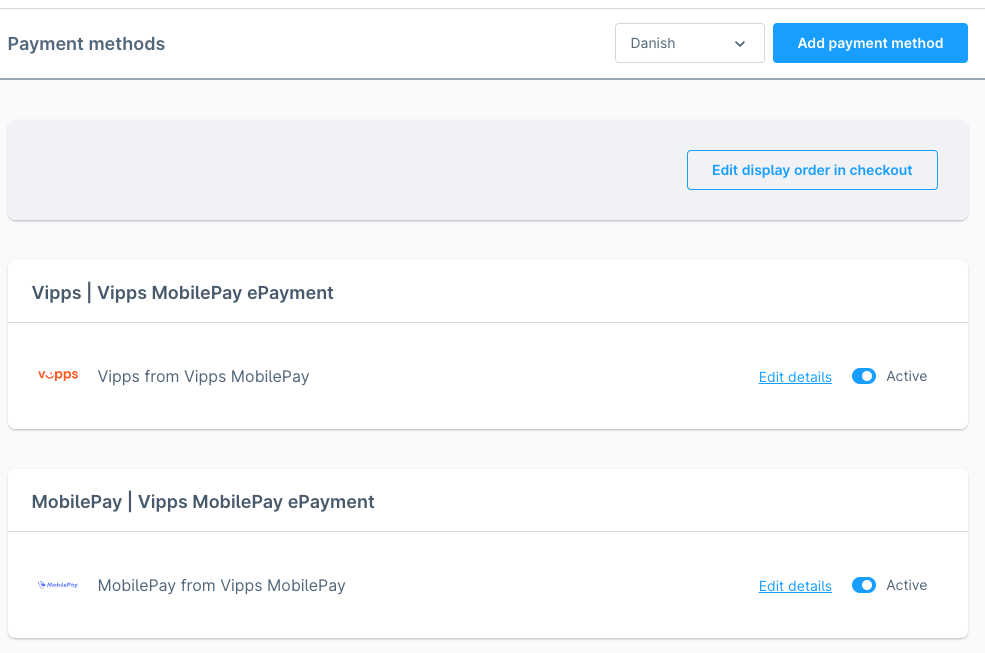 Payment methods
Danish
Add payment method
Edit display order in checkout
Vipps | Vipps MobilePay ePayment
vipps
Vipps from Vipps MobilePay
Edit details
Active
MobilePay | Vipps MobilePay ePayment
MobilePay
MobilePay from Vipps MobilePay
Edit details
Active